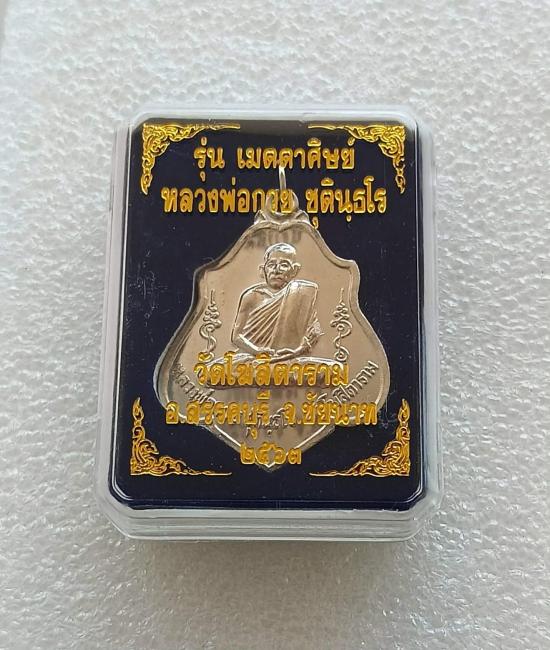 รุ่น เมตตาศิษย์
หลวงพ่อกวย ชุตินฺธโร
วัดโฆสิตาราม
อ.สรรคบุรี จ.ชัยนาท
๒๕๖๓